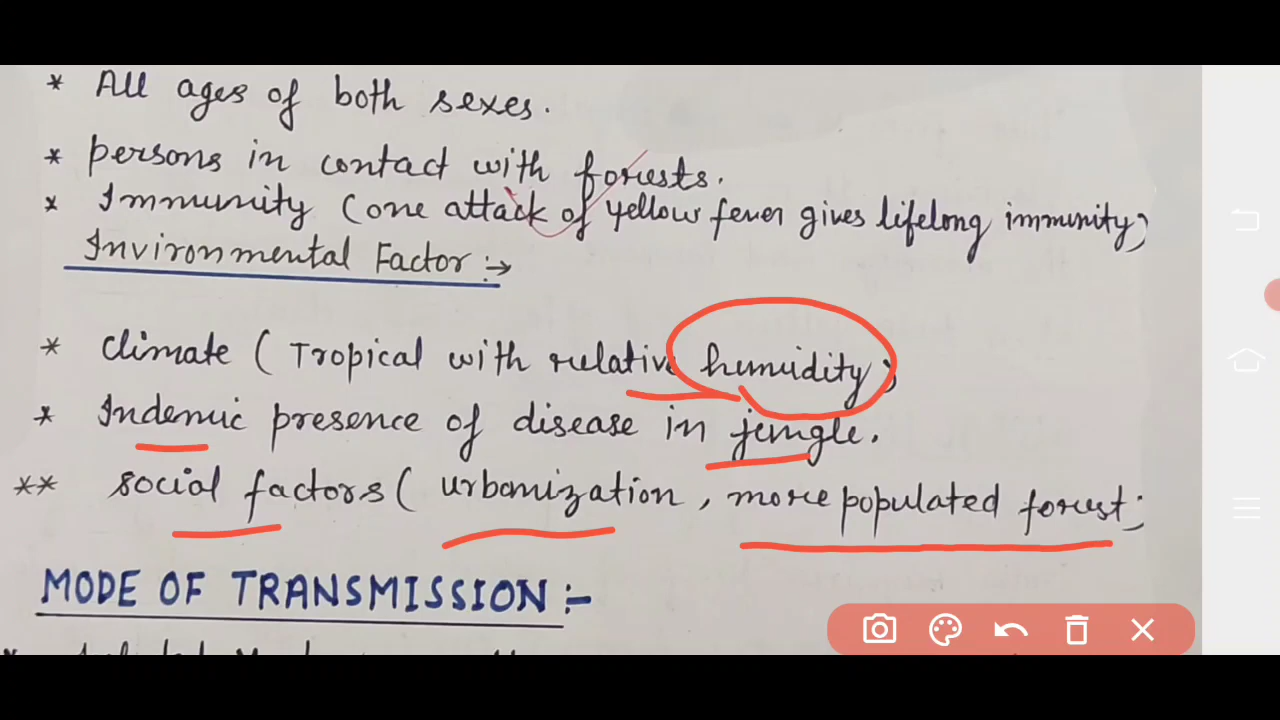 * All ages of both sexes.
* persons in contact with forests.
* Immunity (one attack of yellow fever gives lifelong immunity)
Invironmental Factor :→
* climate ( Tropical with relative humidity )
* Indemic presence of disease in jungle.
** social factors ( urbanization , more populated forest )
MODE OF TRANSMISSION :-